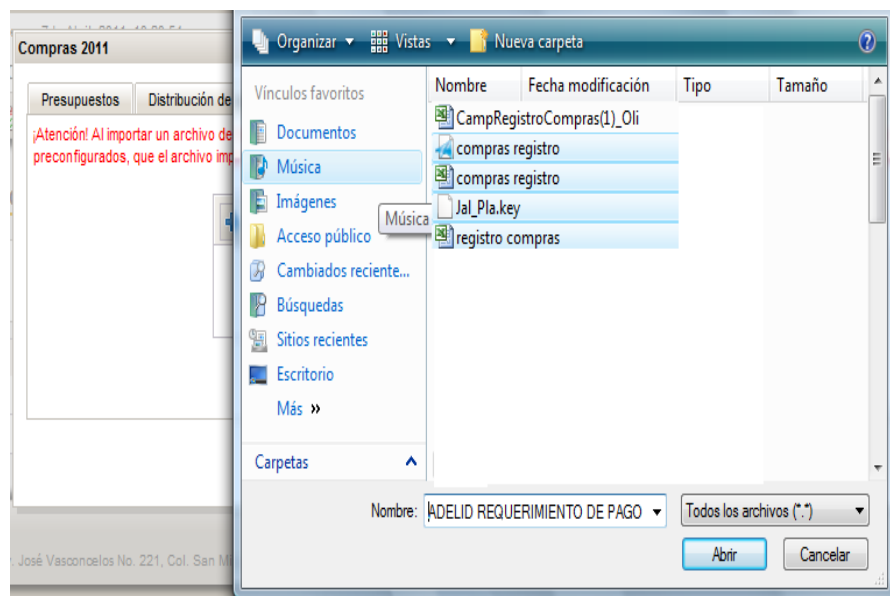 Compras 2011
Presupuestos Distribución de
¡Atención! Al importar un archivo de
preconfigurados, que el archivo imp
Organizar Vistas Nueva carpeta
Vínculos favoritos
Documentos
Música
Imágenes
Acceso público
Cambiados reciente...
Búsquedas
Sitios recientes
Escritorio
Más »
Carpetas
Música
Nombre Fecha modificación Tipo Tamaño
CampRegistroCompras(1)_Oli
compras registro
compras registro
Jal_Pla.key
registro compras
Nombre: ADELID REQUERIMIENTO DE PAGO Todos los archivos (*.*)
Abrir Cancelar
. José Vasconcelos No. 221, Col. San Mi